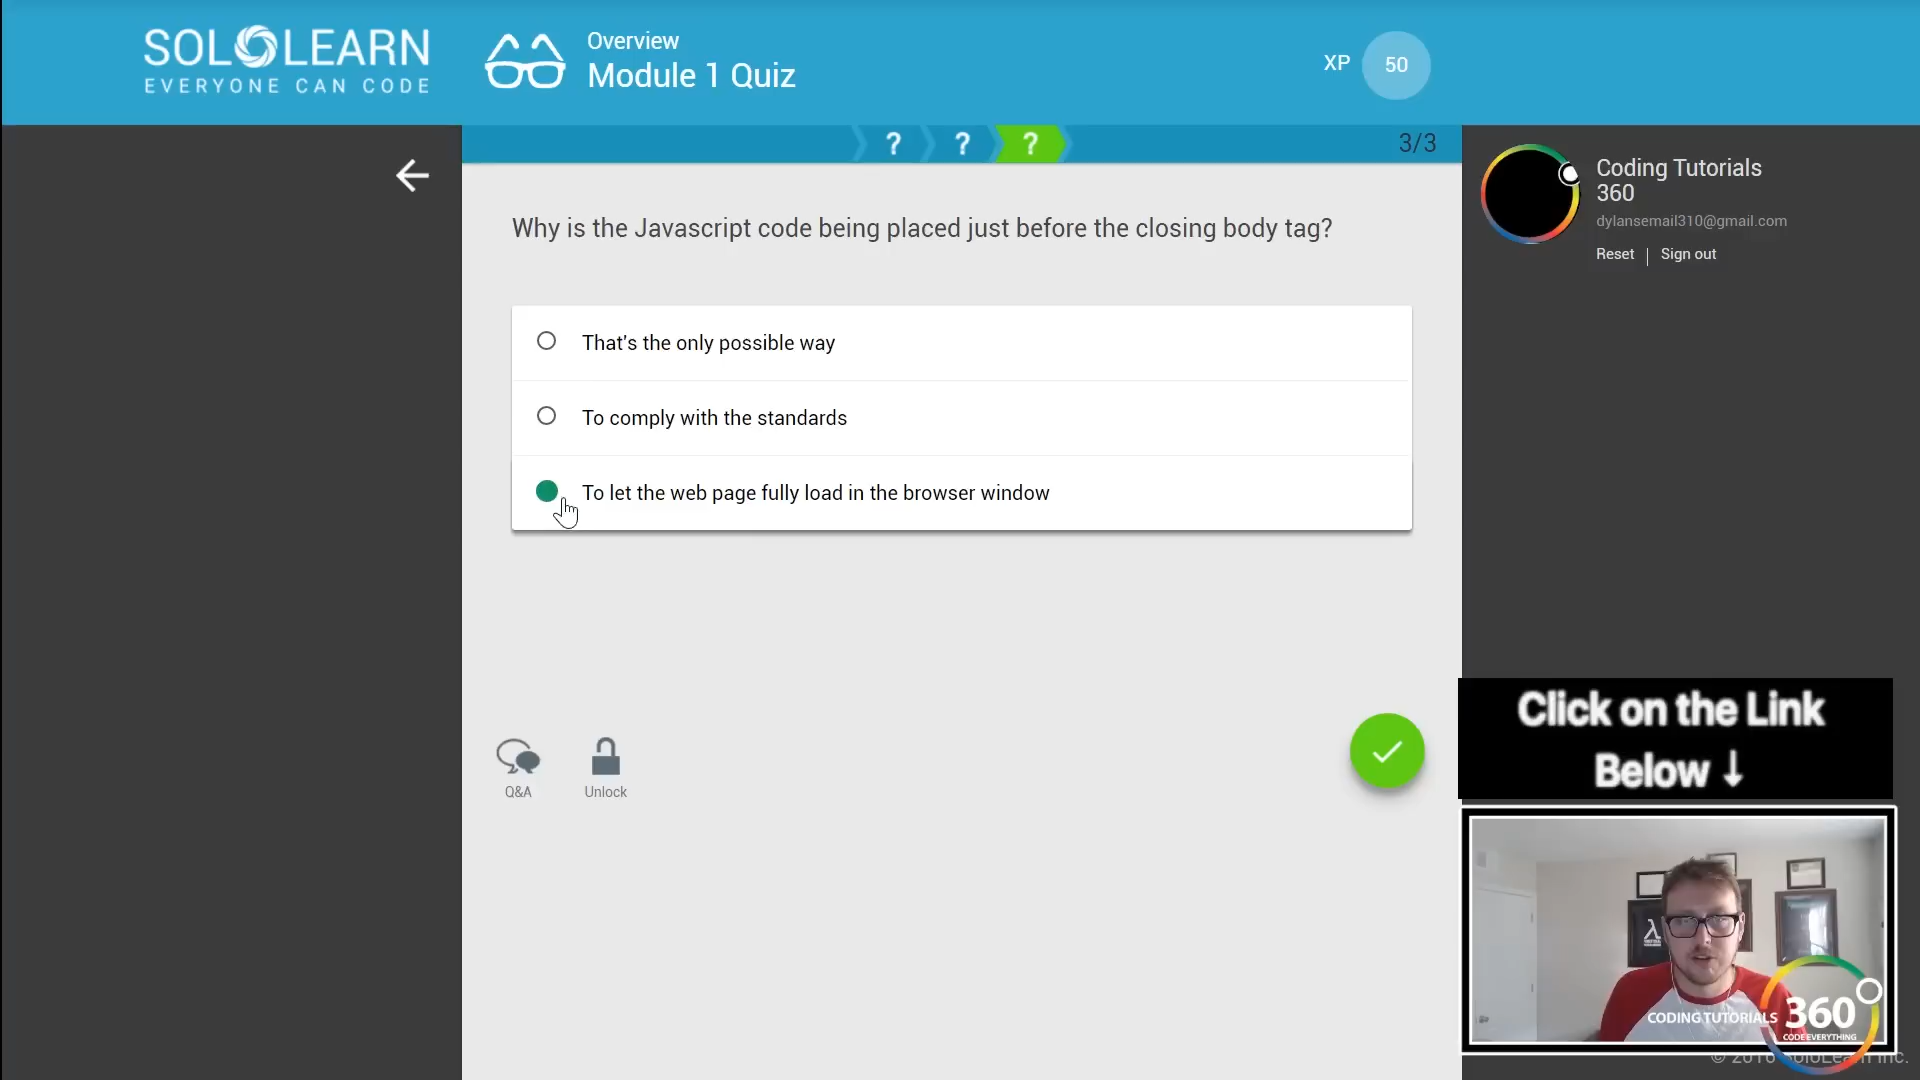 SOLOLEARN
EVERYONE CAN CODE
Overview
Module 1 Quiz
XP
50
? ? ?
3/3
Coding Tutorials
360
dylansemail310@gmail.com
Reset | Sign out
Why is the Javascript code being placed just before the closing body tag?
That's the only possible way
To comply with the standards
To let the web page fully load in the browser window
Q&A
Unlock
Click on the Link
Below ↓
λ
CODING TUTORIALS 360
CODE EVERYTHING
Inc.